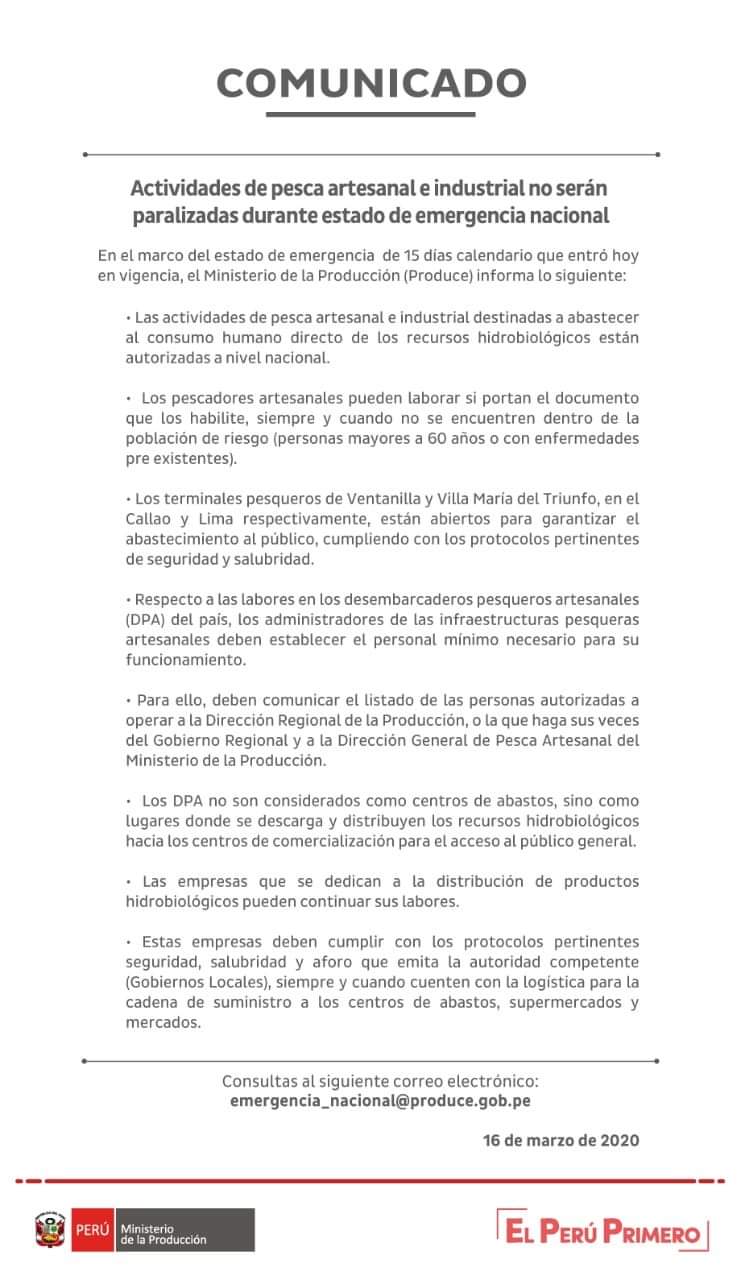 COMUNICADO
Actividades de pesca artesanal e industrial no serán
paralizadas durante estado de emergencia nacional
En el marco del estado de emergencia de 15 días calendario que entró hoy
en vigencia, el Ministerio de la Producción (Produce) informa lo siguiente:
• Las actividades de pesca artesanal e industrial destinadas a abastecer
al consumo humano directo de los recursos hidrobiológicos están
autorizadas a nivel nacional.
• Los pescadores artesanales pueden laborar si portan el documento
que los habilite, siempre y cuando no se encuentren dentro de la
población de riesgo (personas mayores a 60 años o con enfermedades
pre existentes).
• Los terminales pesqueros de Ventanilla y Villa María del Triunfo, en el
Callao y Lima respectivamente, están abiertos para garantizar el
abastecimiento al público, cumpliendo con los protocolos pertinentes
de seguridad y salubridad.
• Respecto a las labores en los desembarcaderos pesqueros artesanales
(DPA) del país, los administradores de las infraestructuras pesqueras
artesanales deben establecer el personal mínimo necesario para su
funcionamiento.
• Para ello, deben comunicar el listado de las personas autorizadas a
operar a la Dirección Regional de la Producción, o la que haga sus veces
del Gobierno Regional y a la Dirección General de Pesca Artesanal del
Ministerio de la Producción.
• Los DPA no son considerados como centros de abastos, sino como
lugares donde se descarga y distribuyen los recursos hidrobiológicos
hacia los centros de comercialización para el acceso al público general.
• Las empresas que se dedican a la distribución de productos
hidrobiológicos pueden continuar sus labores.
• Estas empresas deben cumplir con los protocolos pertinentes
seguridad, salubridad y aforo que emita la autoridad competente
(Gobiernos Locales), siempre y cuando cuenten con la logística para la
cadena de suministro a los centros de abastos, supermercados y
mercados.
Consultas al siguiente correo electrónico:
emergencia_nacional@produce.gob.pe
16 de marzo de 2020
PERÚ
Ministerio
de la Producción
EL PERÚ PRIMERO